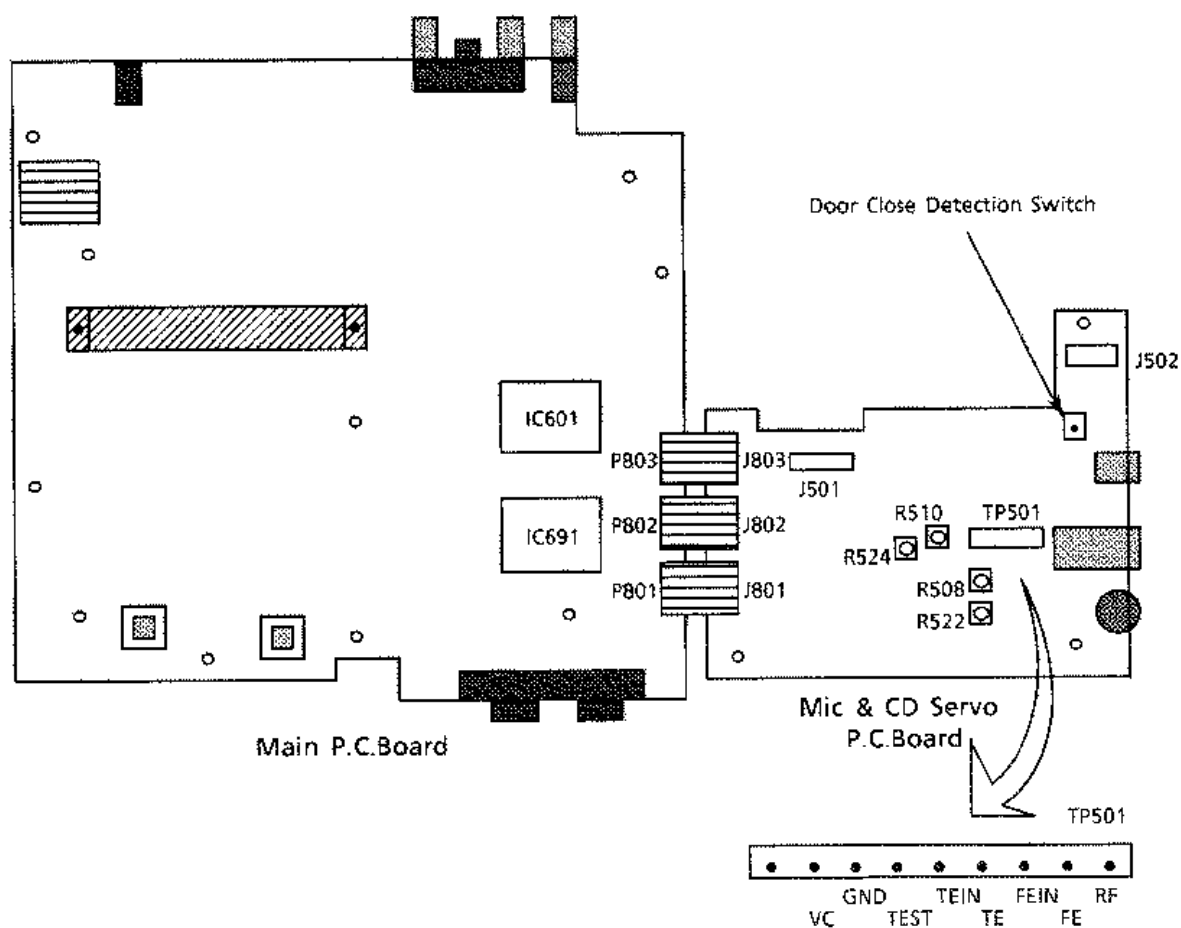 Door Close Detection Switch
J502
IC601
P803
J803
J501
IC691
P802
J802
R510
TP501
R524
P801
J801
R508
R522
Mic & CD Servo
P.C.Board
Main P.C.Board
TP501
GND
TEIN
FEIN
RF
VC
TEST
TE
FE